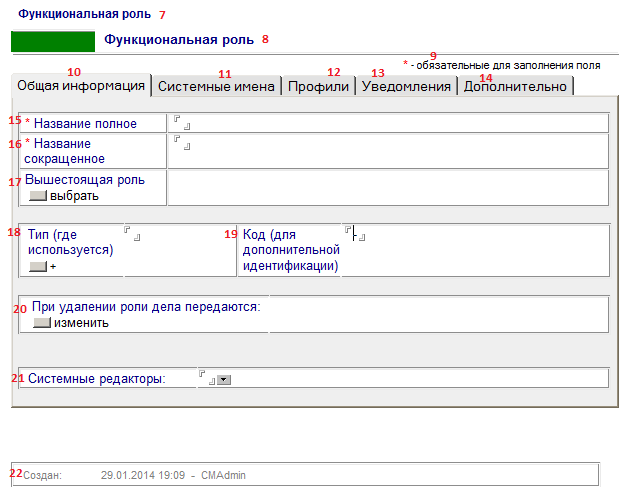 Функциональная роль 7
Функциональная роль 8
9
* - обязательные для заполнения поля
10 11 12 13 14
Общая информация Системные имена Профили Уведомления Дополнительно
15 * Название полное
16 * Название
сокращенное
17 Вышестоящая роль
выбрать
18 Тип (где 19 Код (для
используется) дополнительной
+ идентификации) -
20 При удалении роли дела передаются:
изменить
21 Системные редакторы:
22 Создан: 29.01.2014 19:09 - CMAdmin